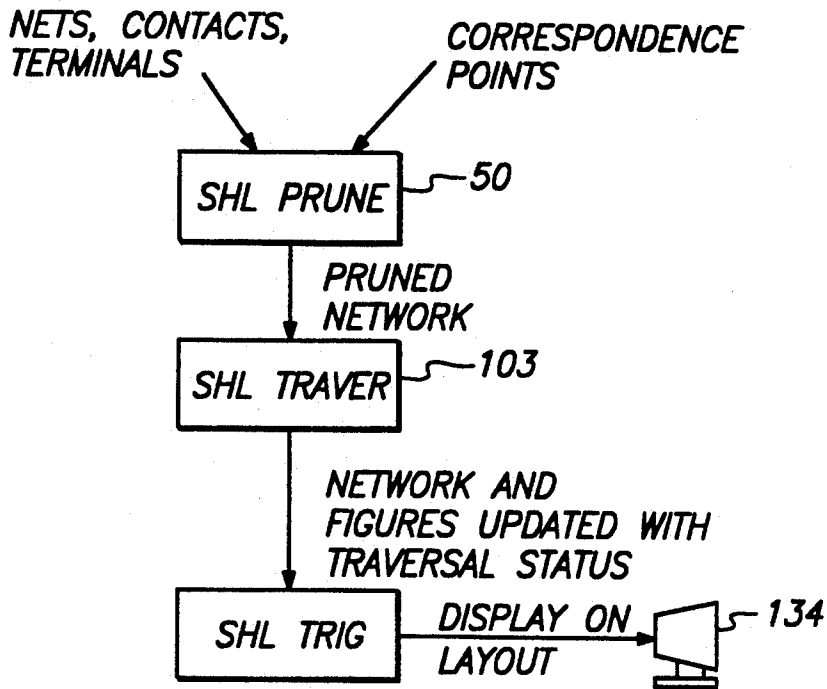 NETS, CONTACTS,
TERMINALS
CORRESPONDENCE
POINTS
SHL PRUNE
50
PRUNED
NETWORK
SHL TRAVER
103
NETWORK AND
FIGURES UPDATED WITH
TRAVERSAL STATUS
SHL TRIG
DISPLAY ON
LAYOUT
134